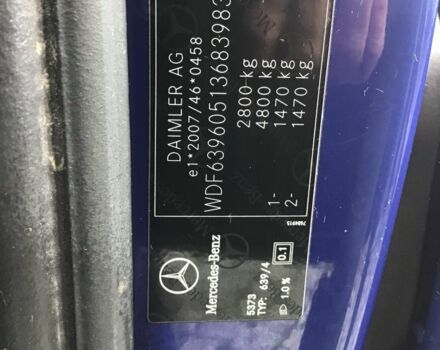 DAIMLER AG
e1*2007/46*0458
WDF63960513683983
2800-kg
4800-kg
1- 1470-kg
2- 1470-kg
7684915
Mercedes-Benz
5373
TYP: 639/4
0.1
1.0 %